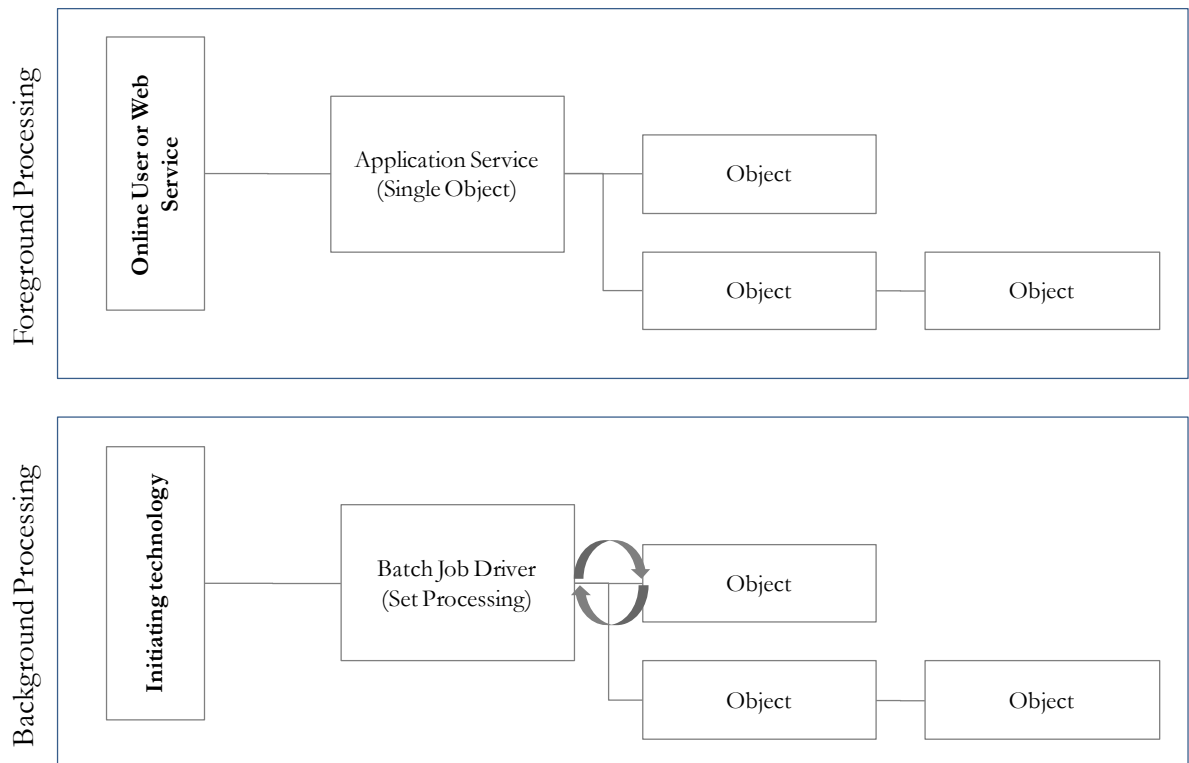 Foreground Processing
Online User or Web
Service
Application Service
(Single Object)
Object
Object
Object
Background Processing
Initiating technology
Batch Job Driver
(Set Processing)
Object
Object
Object